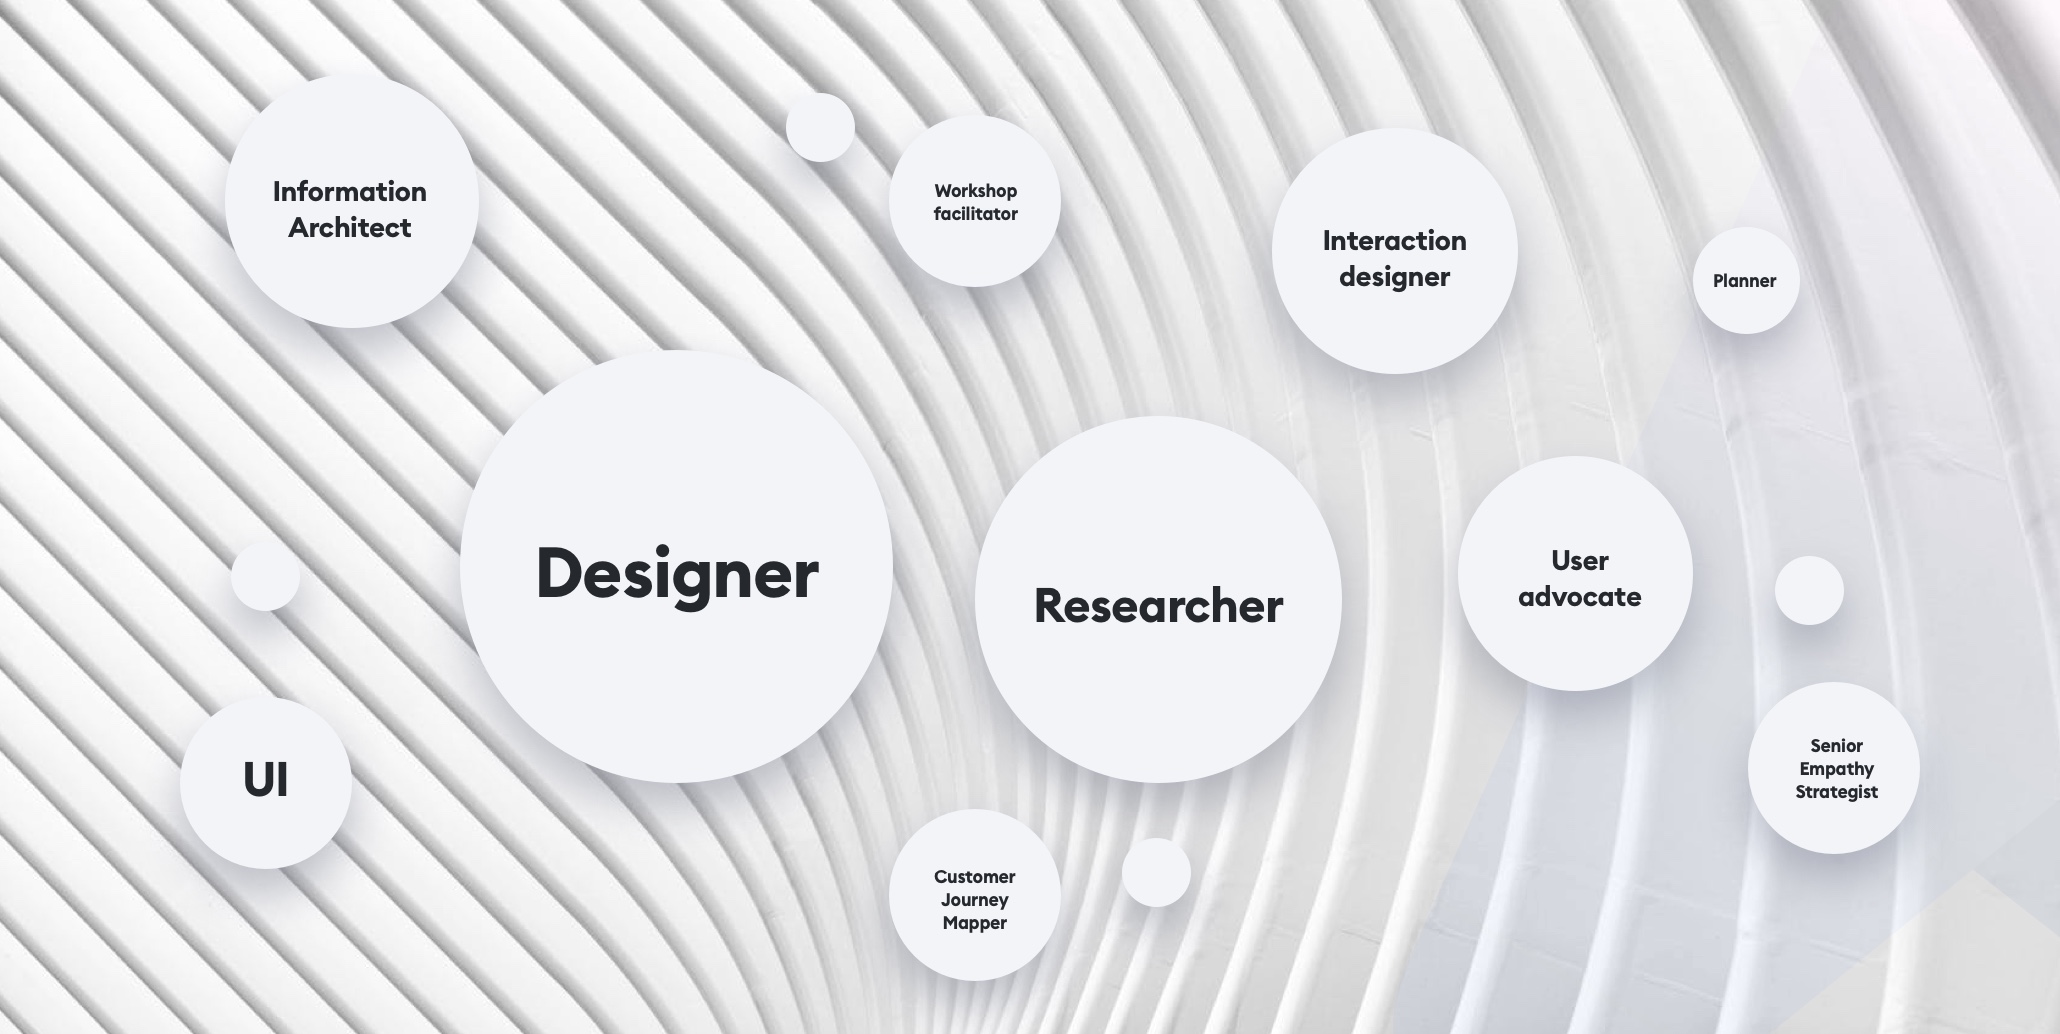 Information
Architect
Workshop
facilitator
Interaction
designer
Planner
Designer
Researcher
User
advocate
UI
Senior
Empathy
Strategist
Customer
Journey
Mapper